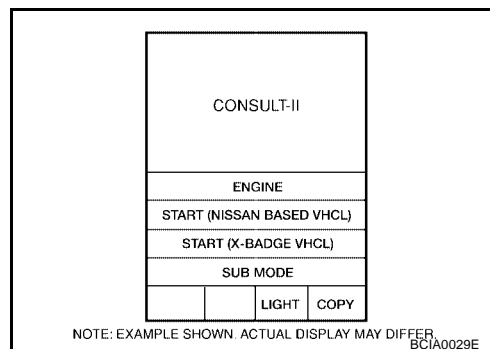 CONSULT-II
ENGINE
START (NISSAN BASED VHCL)
START (X-BADGE VHCL)
SUB MODE
LIGHT COPY
NOTE: EXAMPLE SHOWN. ACTUAL DISPLAY MAY DIFFER.
BCIA0029E